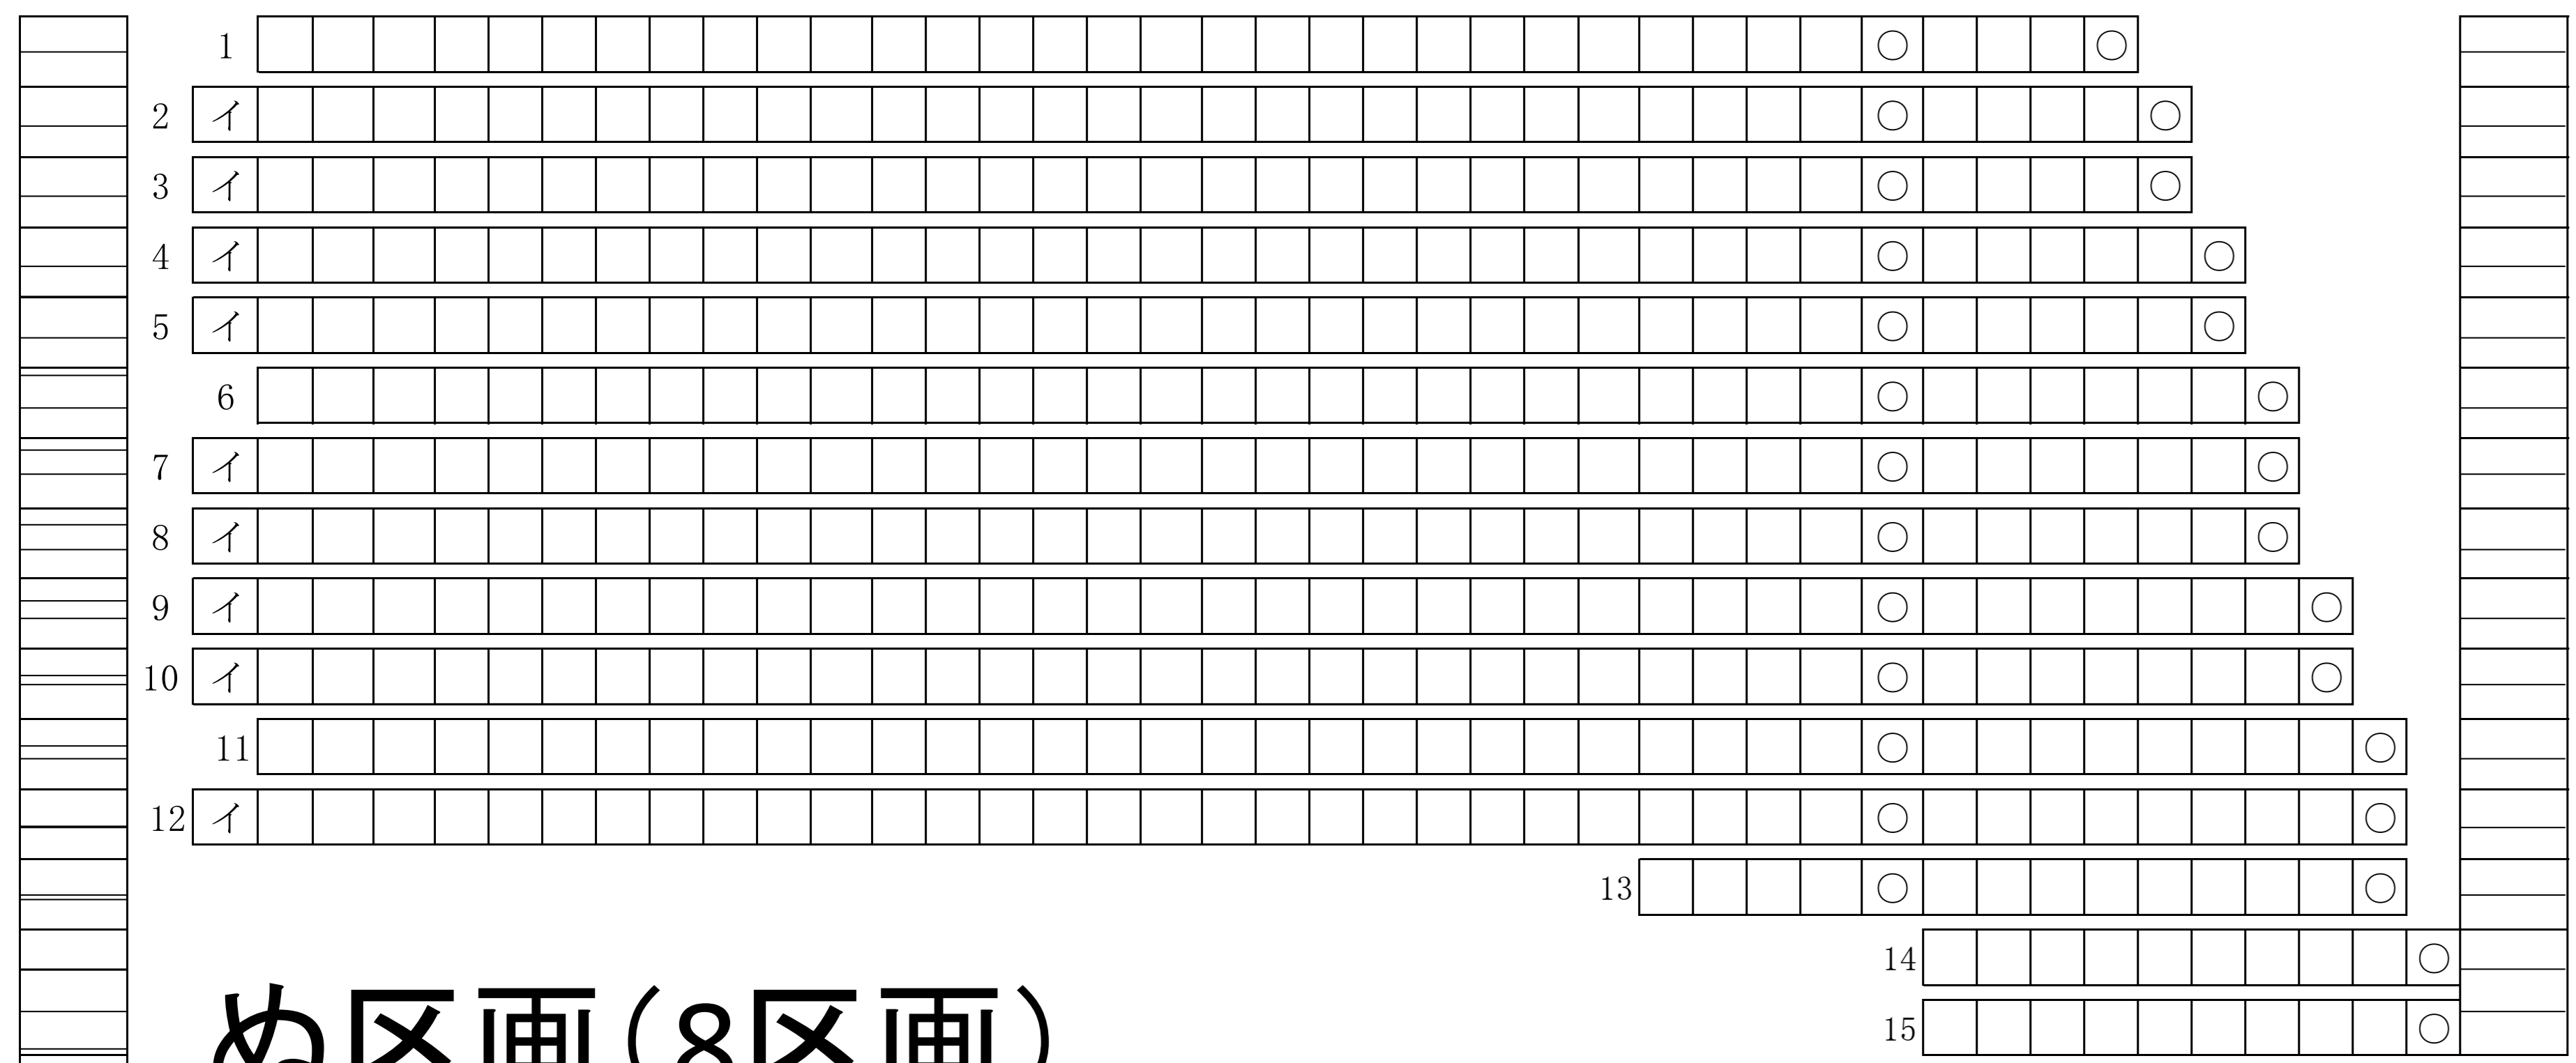 1 ○ ○
2 イ ○ ○
3 イ ○ ○
4 イ ○ ○
5 イ ○ ○
6 ○ ○
7 イ ○ ○
8 イ ○ ○
9 イ ○ ○
10 イ ○ ○
11 ○ ○
12 イ ○ ○
13 ○ ○
14 ○
15 ○
ぬ区画(8区画)